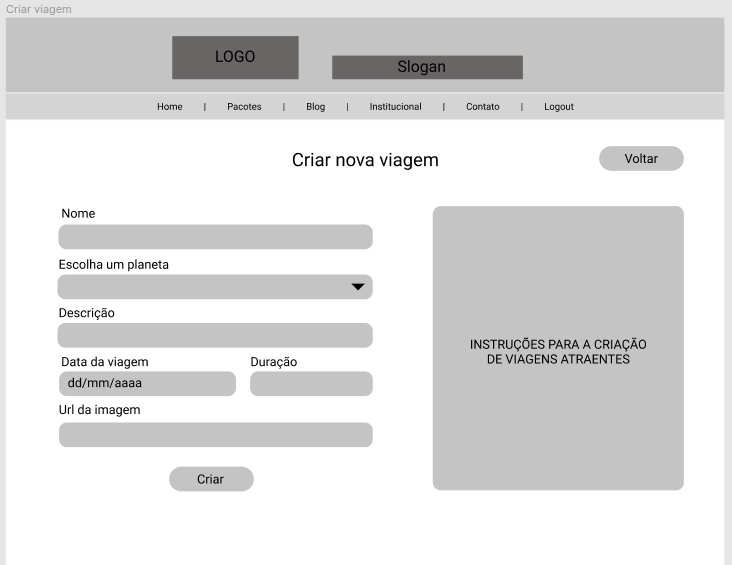 Criar viagem
LOGO
Slogan
Home | Pacotes | Blog | Institucional | Contato | Logout
Criar nova viagem
Voltar
Nome
Escolha um planeta
Descrição
Data da viagem
Duração
dd/mm/aaaa
Url da imagem
Criar
INSTRUÇÕES PARA A CRIAÇÃO
DE VIAGENS ATRAENTES